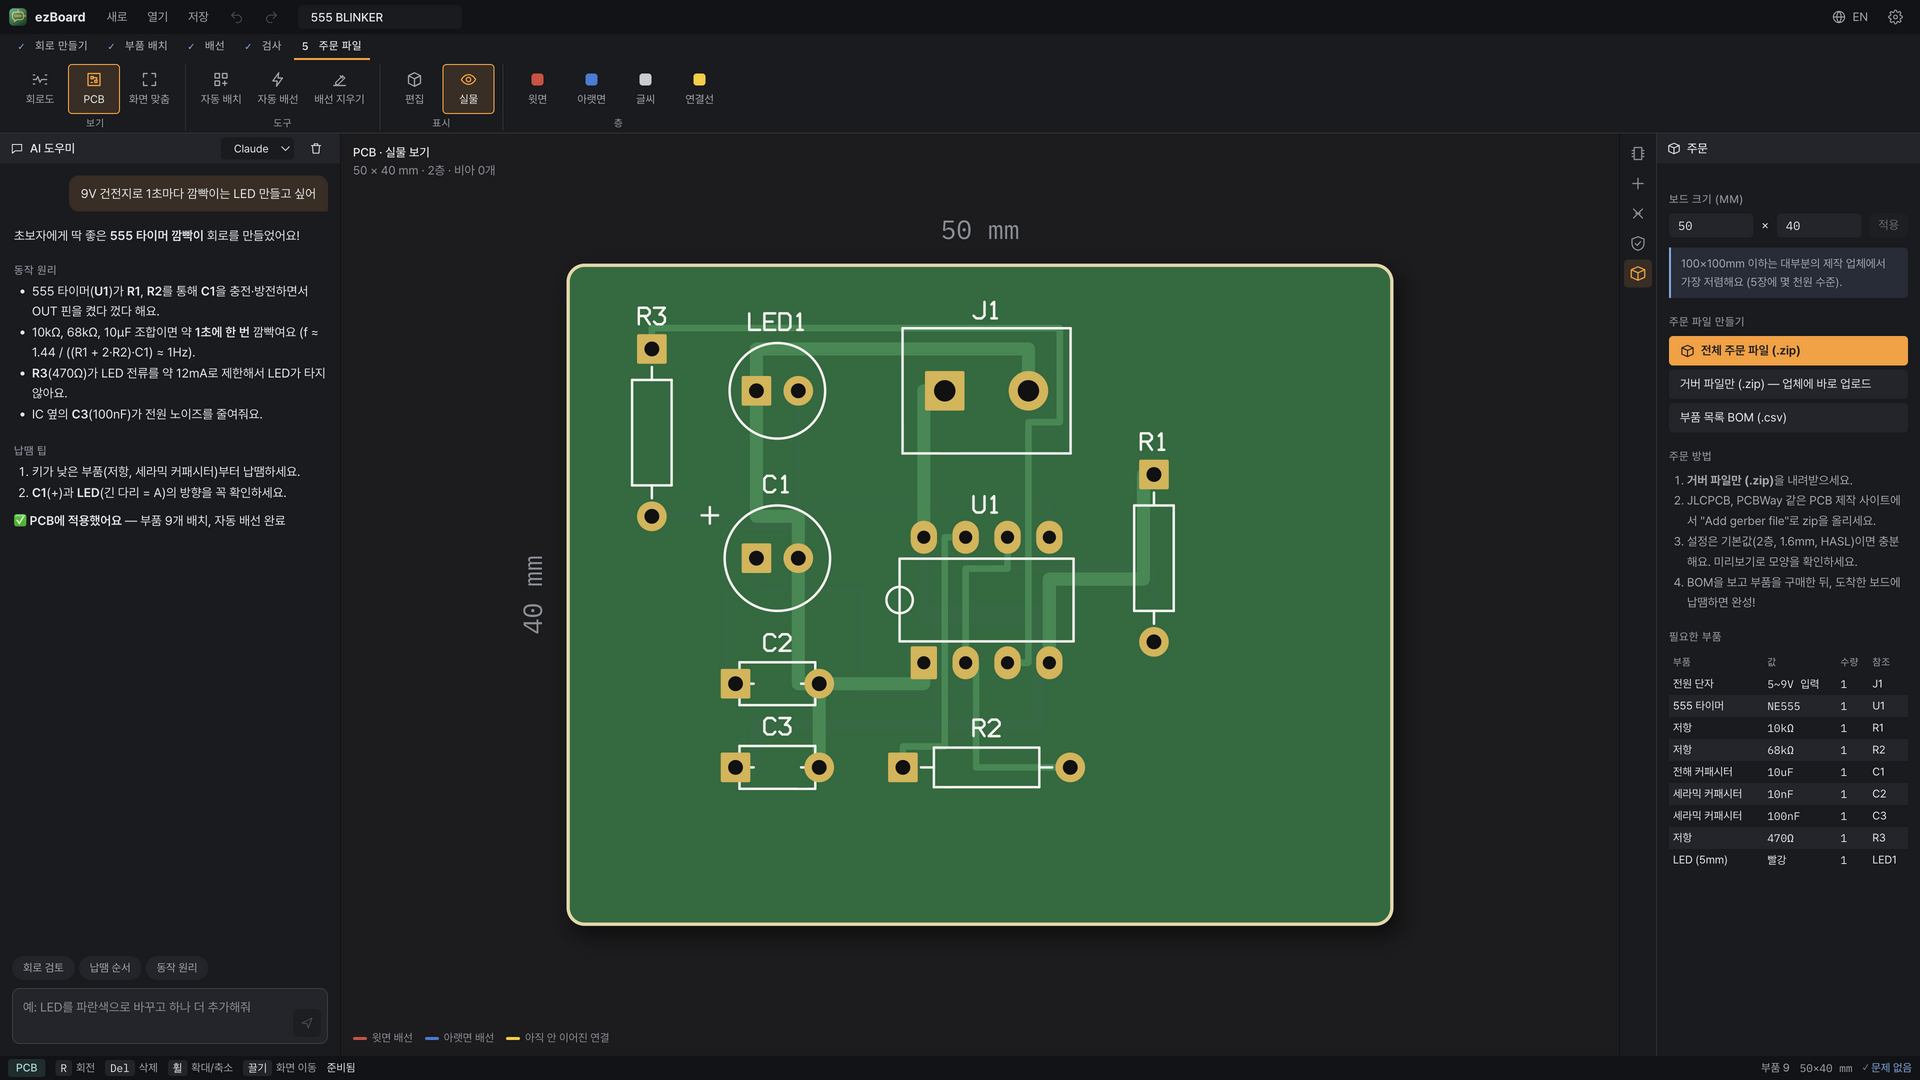 ezBoard 새로 열기 저장 555 BLINKER EN
✓ 회로 만들기 ✓ 부품 배치 ✓ 배선 ✓ 검사 5 주문 파일
회로도 PCB 화면 맞춤 자동 배치 자동 배선 배선 지우기 편집 실물 윗면 아랫면 글씨 연결선
보기 도구 표시 층
AI 도우미 Claude
9V 건전지로 1초마다 깜빡이는 LED 만들고 싶어
초보자에게 딱 좋은 555 타이머 깜빡이 회로를 만들었어요!
동작 원리
• 555 타이머(U1)가 R1, R2를 통해 C1을 충전·방전하면서
OUT 핀을 켰다 껐다 해요.
• 10kΩ, 68kΩ, 10μF 조합이면 약 1초에 한 번 깜빡여요 (f ≈
1.44 / ((R1 + 2·R2)·C1) ≈ 1Hz).
• R3(470Ω)가 LED 전류를 약 12mA로 제한해서 LED가 타지
않아요.
• IC 옆의 C3(100nF)가 전원 노이즈를 줄여줘요.
납땜 팁
1. 키가 낮은 부품(저항, 세라믹 커패시터)부터 납땜하세요.
2. C1(+)과 LED(긴 다리 = A)의 방향을 꼭 확인하세요.
✅ PCB에 적용했어요 — 부품 9개 배치, 자동 배선 완료
회로 검토 납땜 순서 동작 원리
예: LED를 파란색으로 바꾸고 하나 더 추가해줘
PCB · 실물 보기
50 × 40 mm · 2층 · 비아 0개
50 mm
40 mm
R3
LED1
J1
R1
C1
+
U1
C2
C3
R2
윗면 배선 아랫면 배선 아직 안 이어진 연결
주문
보드 크기 (MM)
50 × 40 적용
100×100mm 이하는 대부분의 제작 업체에서
가장 저렴해요 (5장에 몇 천원 수준).
주문 파일 만들기
전체 주문 파일 (.zip)
거버 파일만 (.zip) — 업체에 바로 업로드
부품 목록 BOM (.csv)
주문 방법
1. 거버 파일만 (.zip)을 내려받으세요.
2. JLCPCB, PCBWay 같은 PCB 제작 사이트에
서 "Add gerber file"로 zip을 올리세요.
3. 설정은 기본값(2층, 1.6mm, HASL)이면 충분
해요. 미리보기로 모양을 확인하세요.
4. BOM을 보고 부품을 구매한 뒤, 도착한 보드에
납땜하면 완성!
필요한 부품
부품 값 수량 참조
전원 단자 5~9V 입력 1 J1
555 타이머 NE555 1 U1
저항 10kΩ 1 R1
저항 68kΩ 1 R2
전해 커패시터 10uF 1 C1
세라믹 커패시터 10nF 1 C2
세라믹 커패시터 100nF 1 C3
저항 470Ω 1 R3
LED (5mm) 빨강 1 LED1
PCB R 회전 Del 삭제 휠 확대/축소 끌기 화면 이동 준비됨
부품 9 50×40 mm ✓문제 없음